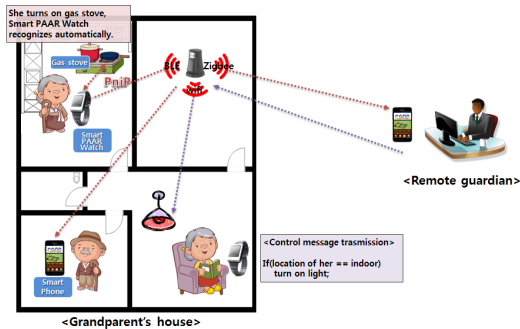 She turns on gas stove,
Smart PAAR Watch
recognizes automatically.
Gas stove
PniP
BLE
Zigbee
Wifi
Smart
PAAR
Watch
<Remote guardian>
<Control message trasmission>
If(location of her == indoor)
turn on light;
Smart
Phone
<Grandparent's house>